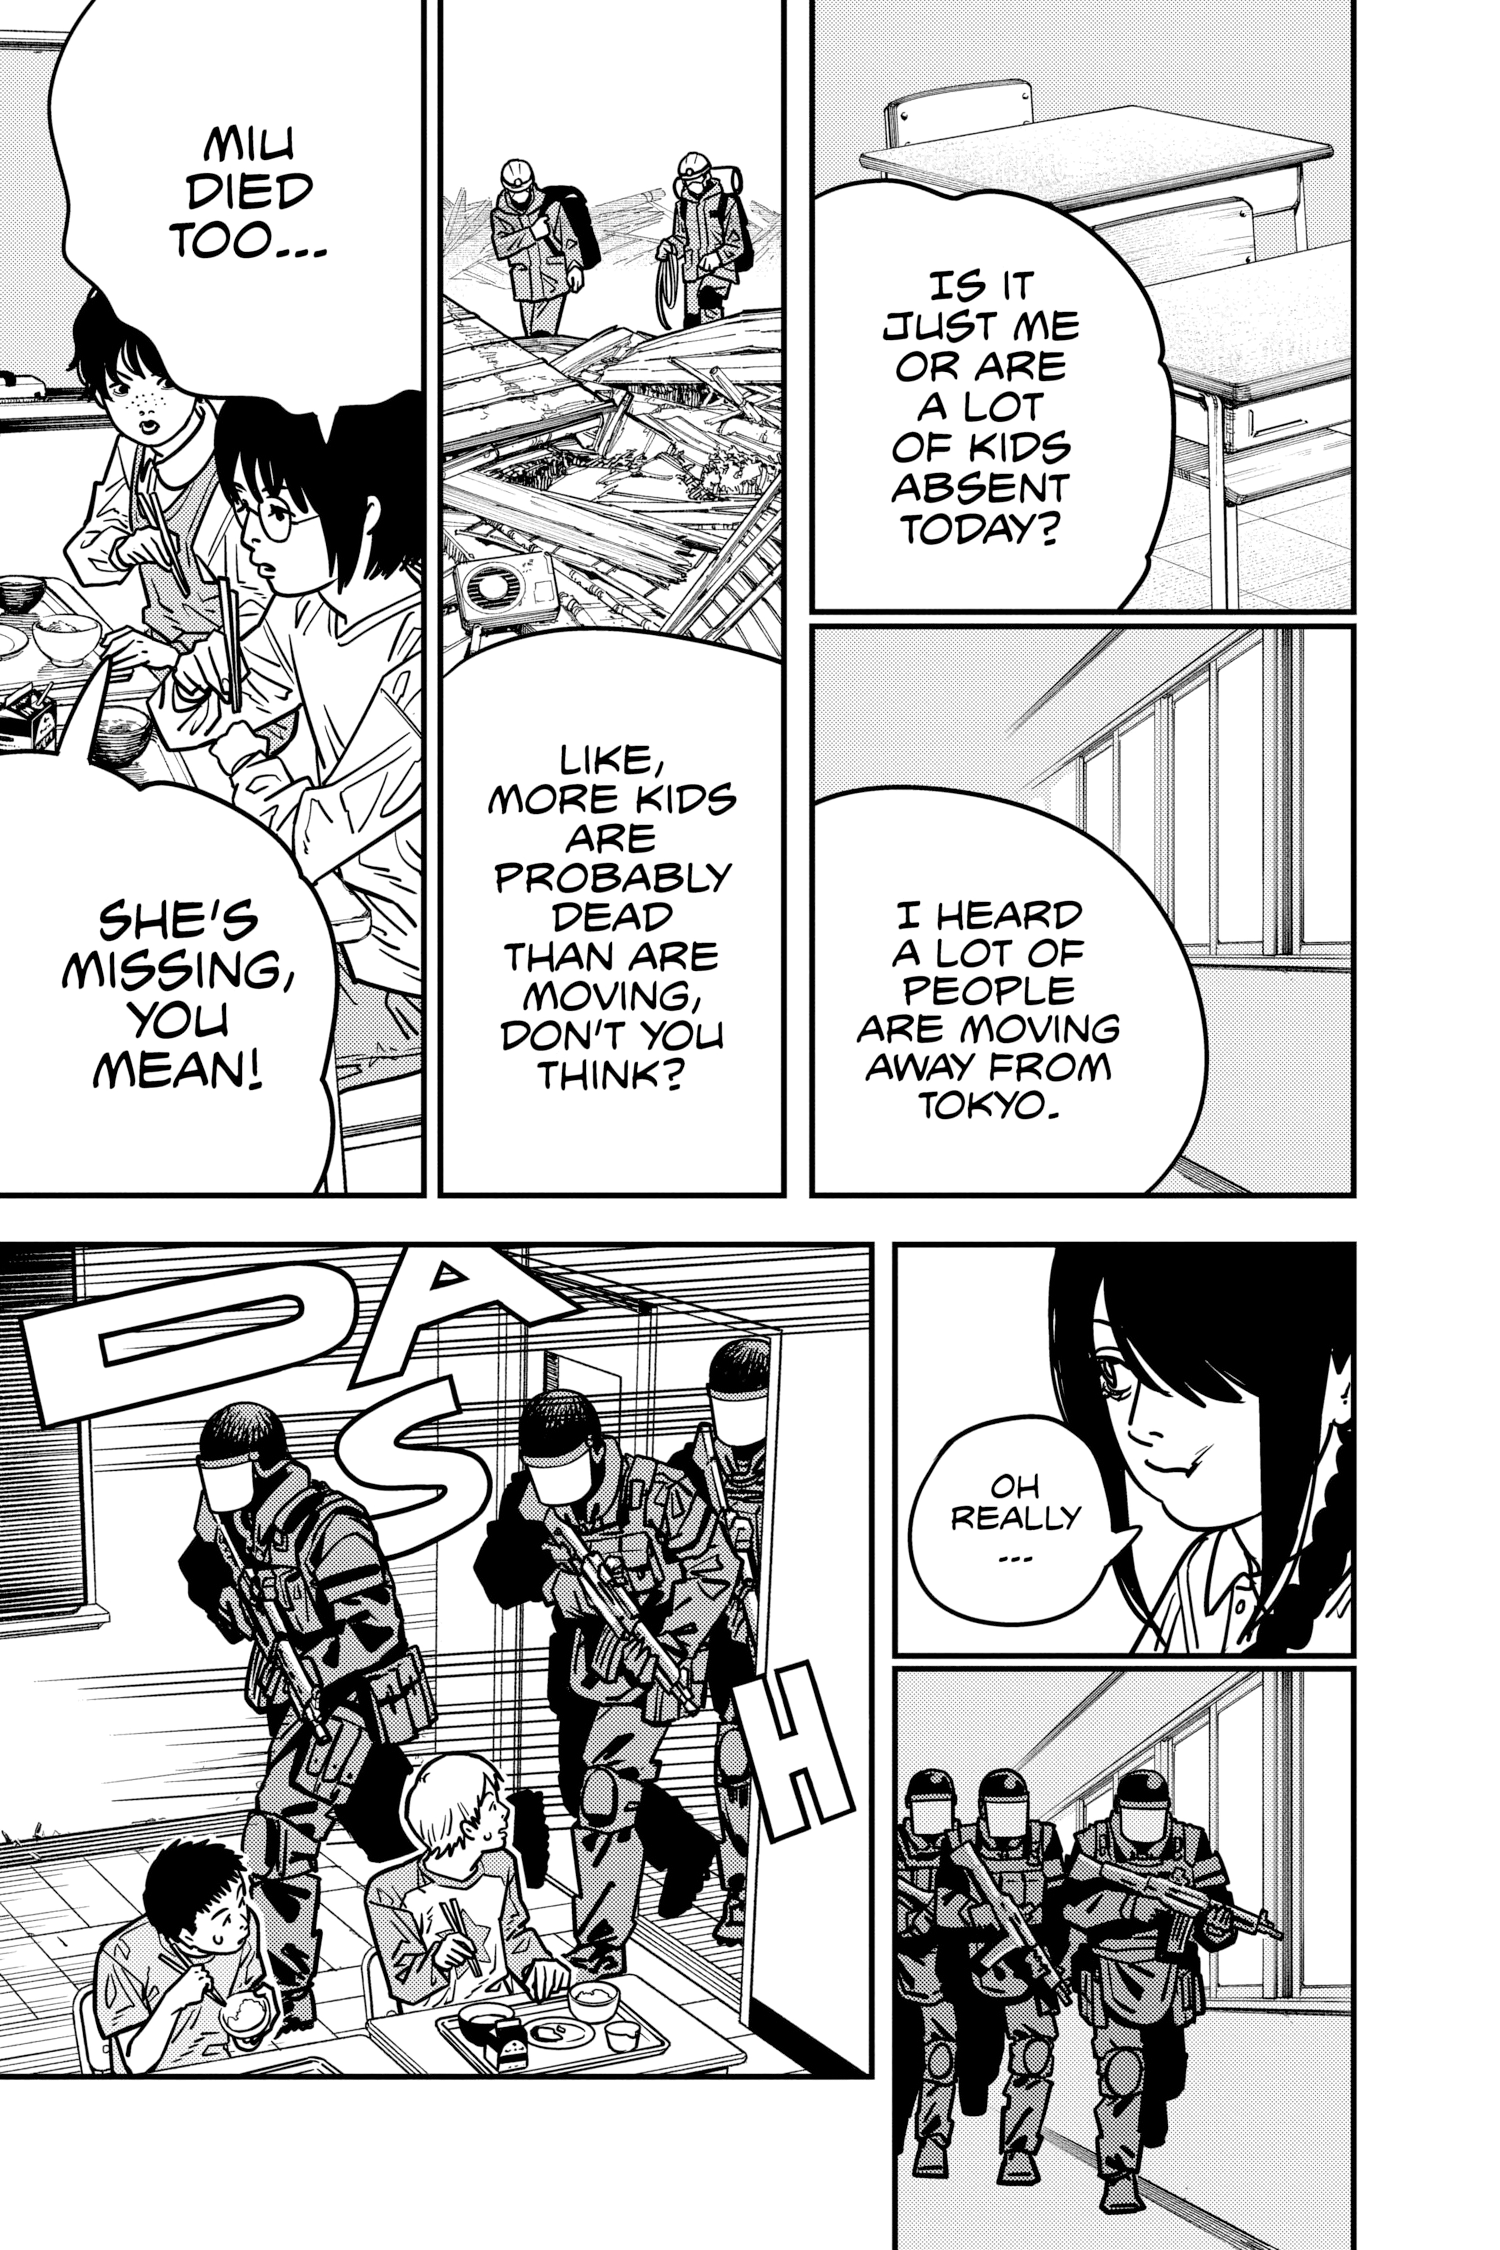 IS IT
JUST ME
OR ARE
A LOT
OF KIDS
ABSENT
TODAY?
I HEARD
A LOT OF
PEOPLE
ARE MOVING
AWAY FROM
TOKYO.
LIKE,
MORE KIDS
ARE
PROBABLY
DEAD
THAN ARE
MOVING,
DON'T YOU
THINK?
MIU
DIED
TOO...
SHE'S
MISSING,
YOU
MEAN!
OH
REALLY
...
DASH